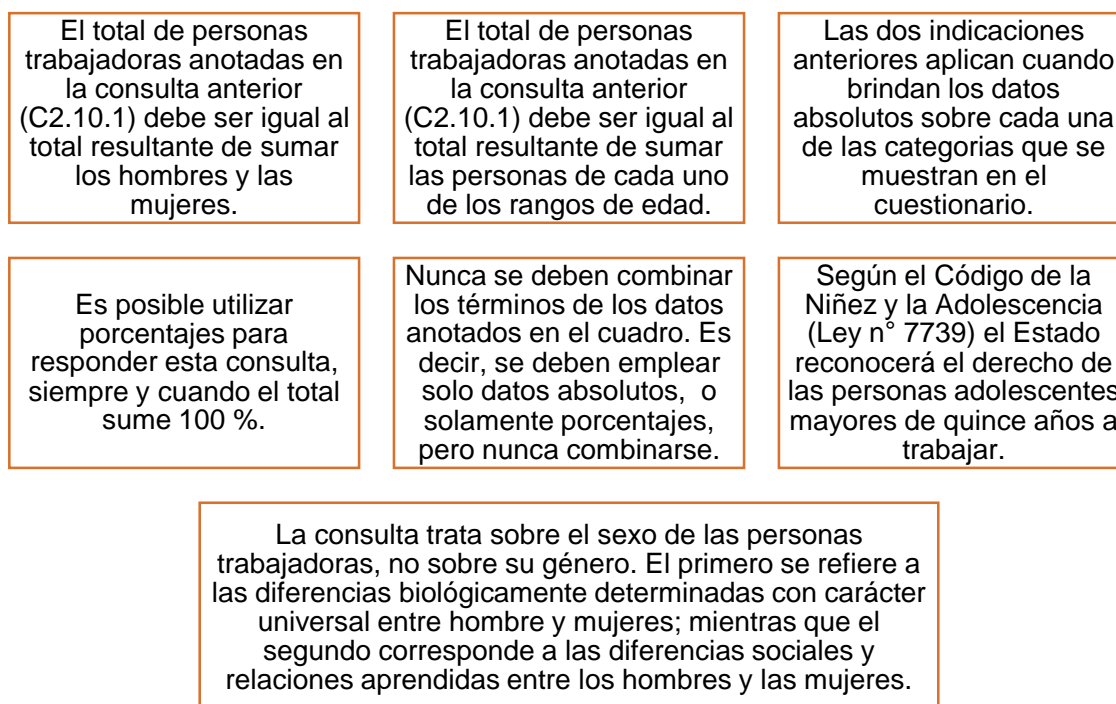 El total de personas
trabajadoras anotadas en
la consulta anterior
(C2.10.1) debe ser igual al
total resultante de sumar
los hombres y las
mujeres.
El total de personas
trabajadoras anotadas en
la consulta anterior
(C2.10.1) debe ser igual al
total resultante de sumar
las personas de cada uno
de los rangos de edad.
Las dos indicaciones
anteriores aplican cuando
brindan los datos
absolutos sobre cada una
de las categorias que se
muestran en el
cuestionario.
Es posible utilizar
porcentajes para
responder esta consulta,
siempre y cuando el total
sume 100 %.
Nunca se deben combinar
los términos de los datos
anotados en el cuadro. Es
decir, se deben emplear
solo datos absolutos, o
solamente porcentajes,
pero nunca combinarse.
Según el Código de la
Niñez y la Adolescencia
(Ley n° 7739) el Estado
reconocerá el derecho de
las personas adolescentes
mayores de quince años a
trabajar.
La consulta trata sobre el sexo de las personas
trabajadoras, no sobre su género. El primero se refiere a
las diferencias biológicamente determinadas con carácter
universal entre hombre y mujeres; mientras que el
segundo corresponde a las diferencias sociales y
relaciones aprendidas entre los hombres y las mujeres.